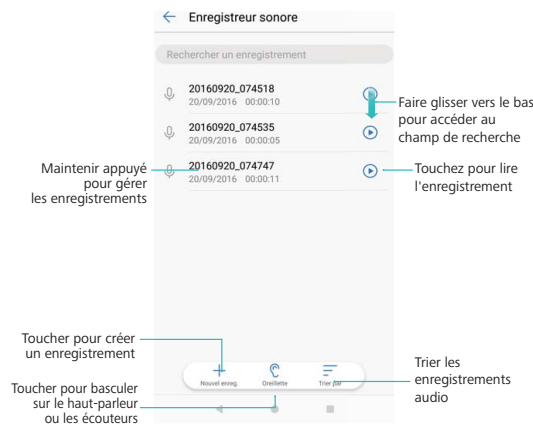 Enregistreur sonore
Rechercher un enregistrement
20160920_074518
20/09/2016 00:00:10
Faire glisser vers le bas
pour accéder au
champ de recherche
20160920_074535
20/09/2016 00:00:05
Maintenir appuyé
pour gérer
les enregistrements
20160920_074747
20/09/2016 00:00:11
Touchez pour lire
l'enregistrement
Toucher pour créer
un enregistrement
Nouvel enreg.
Oreillette
Trier par
Trier les
enregistrements
audio
Toucher pour basculer
sur le haut-parleur
ou les écouteurs